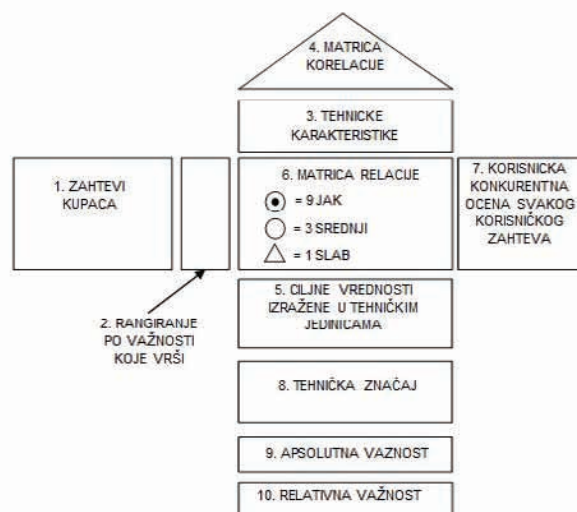 4. MATRICA
KORELACIJE
3. TEHNICKE
KARAKTERISTIKE
1. ZAHTEVI
KUPACA
6. MATRICA RELACIJE
= 9 JAK
= 3 SREDNJI
= 1 SLAB
7. KORISNICKA
KONKURENTNA
OCENA SVAKOG
KORISNIČKOG
ZAHTEVA
2. RANGIRANJE
PO VAŽNOSTI
KOJE VRŠI
5. CILJNE VREDNOSTI
IZRAŽENE U TEHNIČKIM
JEDINICAMA
8. TEHNIČKA ZNAČAJ
9. APSOLUTNA VAZNOST
10. RELATIVNA VAŽNOST